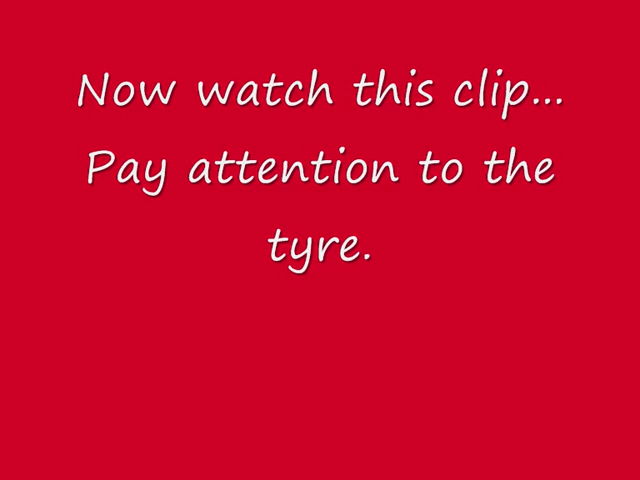 Now watch this clip...
Pay attention to the
tyre.